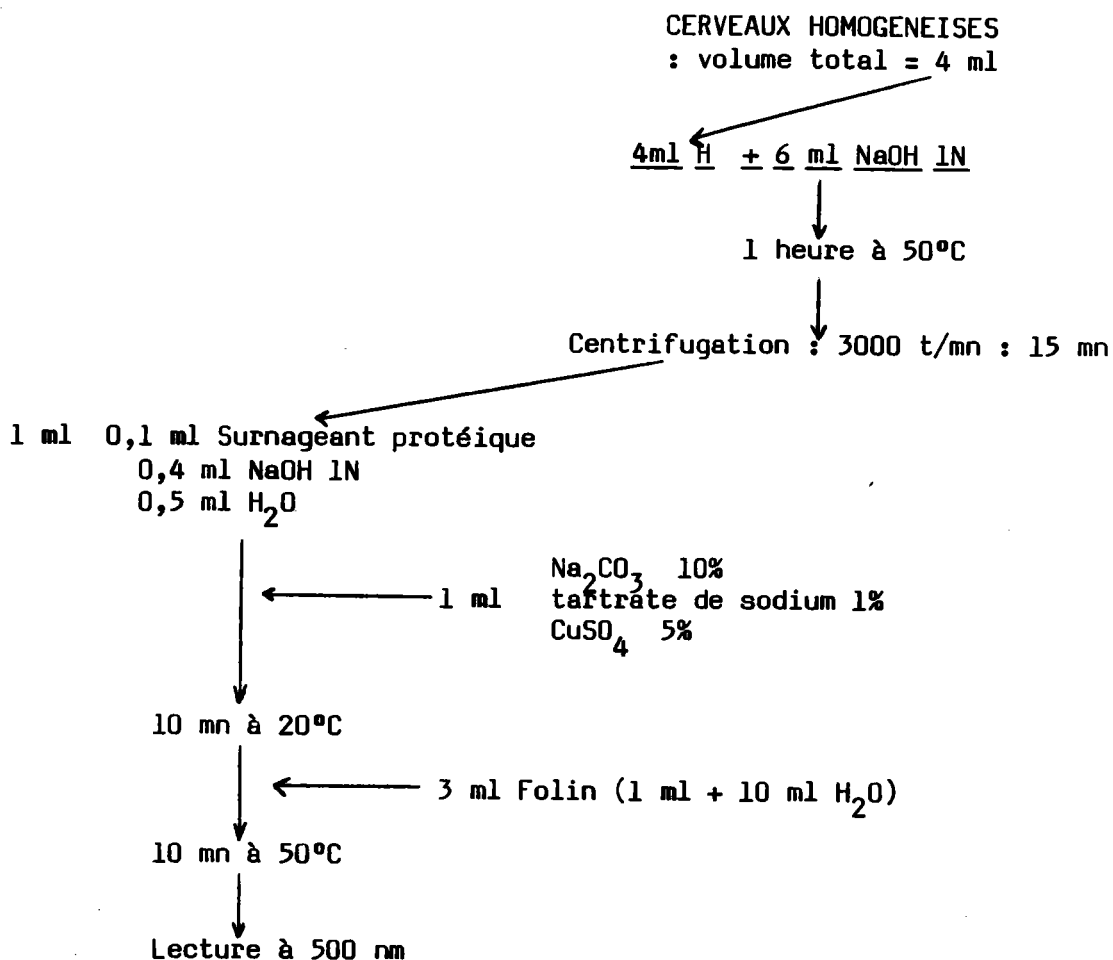 CERVEAUX HOMOGENEISES
: volume total = 4 ml
4ml H + 6 ml NaOH 1N
1 heure à 50°C
Centrifugation : 3000 t/mn : 15 mn
1 ml 0,1 ml Surnageant protéique
0,4 ml NaOH 1N
0,5 ml H2O
Na2CO3 10%
1 ml tartrate de sodium 1%
CuSO4 5%
10 mn à 20°C
3 ml Folin (1 ml + 10 ml H2O)
10 mn à 50°C
Lecture à 500 nm